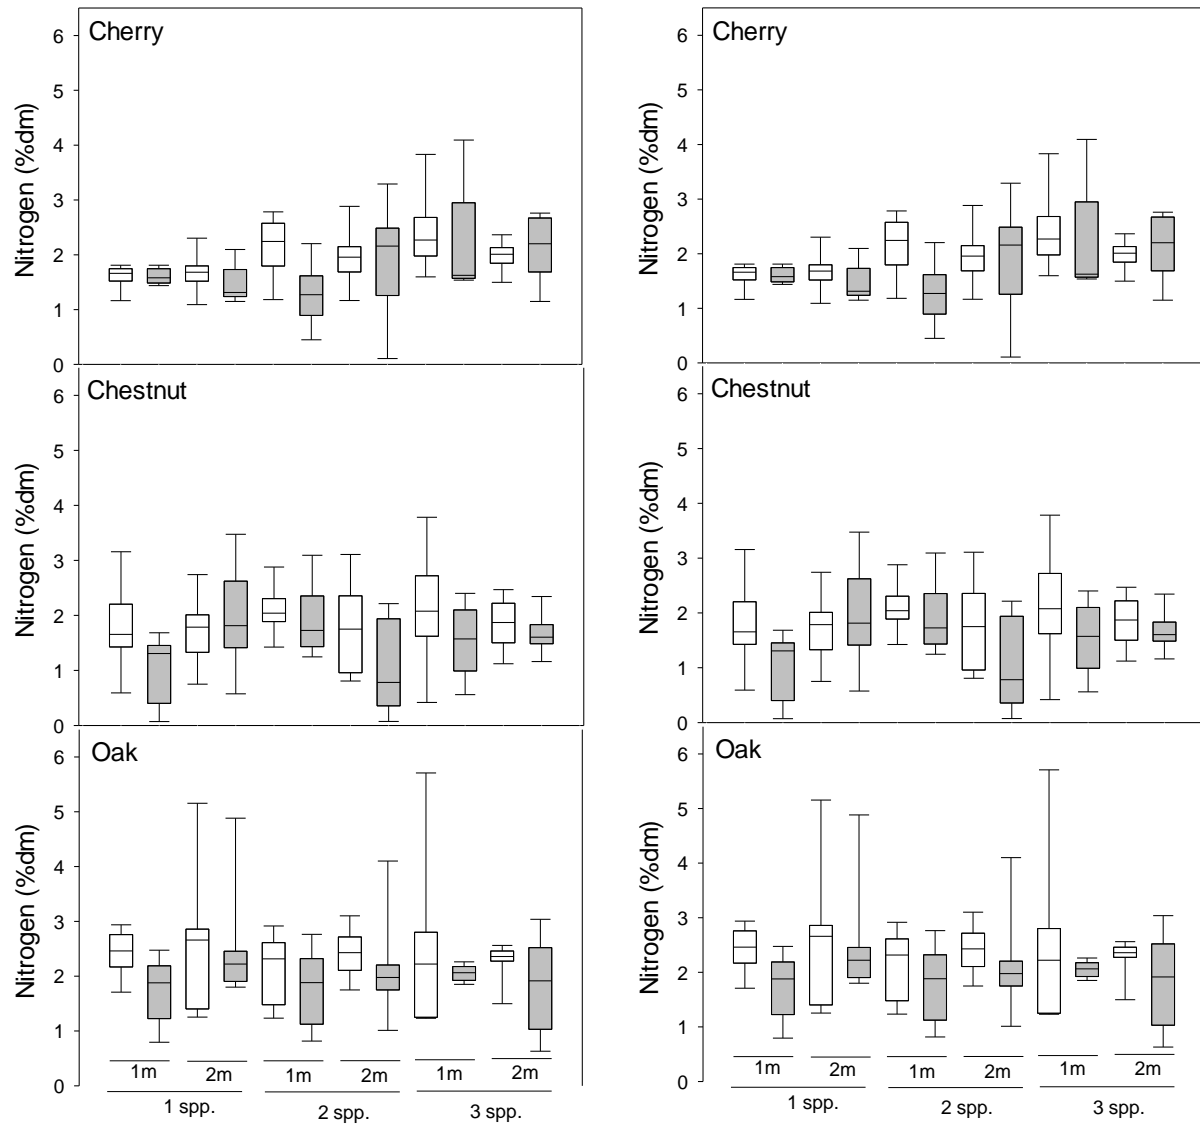 Cherry
6
5
4
3
2
1
0
Nitrogen (%dm)
Chestnut
6
5
4
3
2
1
0
Nitrogen (%dm)
Oak
6
5
4
3
2
1
0
Nitrogen (%dm)
1m 2m 1m 2m 1m 2m
1 spp. 2 spp. 3 spp.
Cherry
6
5
4
3
2
1
0
Nitrogen (%dm)
Chestnut
6
5
4
3
2
1
0
Nitrogen (%dm)
Oak
6
5
4
3
2
1
0
Nitrogen (%dm)
1m 2m 1m 2m 1m 2m
1 spp. 2 spp. 3 spp.